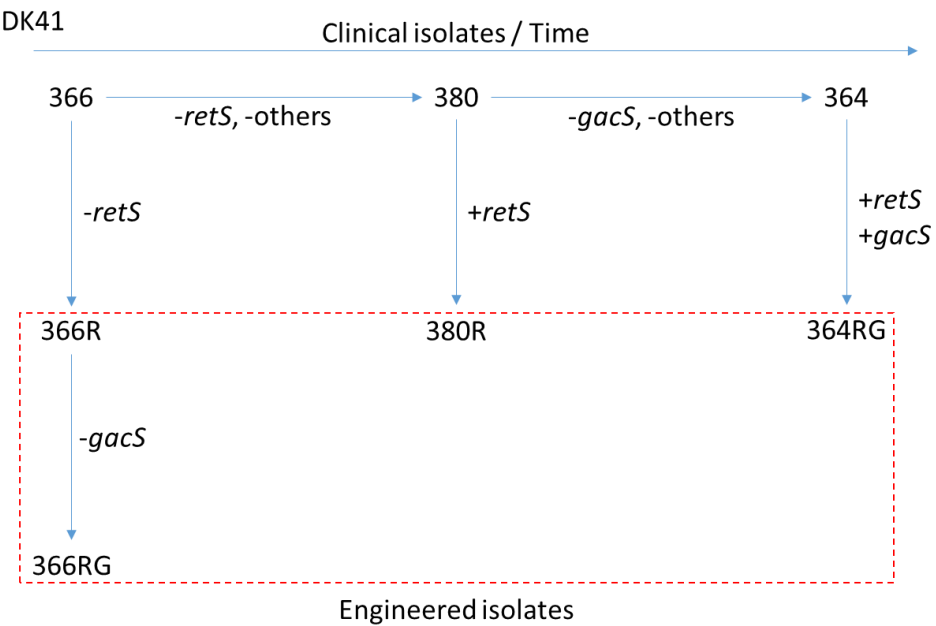 DK41
Clinical isolates / Time
366
380
364
-retS, -others
-gacS, -others
-retS
+retS
+retS
+gacS
366R
380R
364RG
-gacS
366RG
Engineered isolates